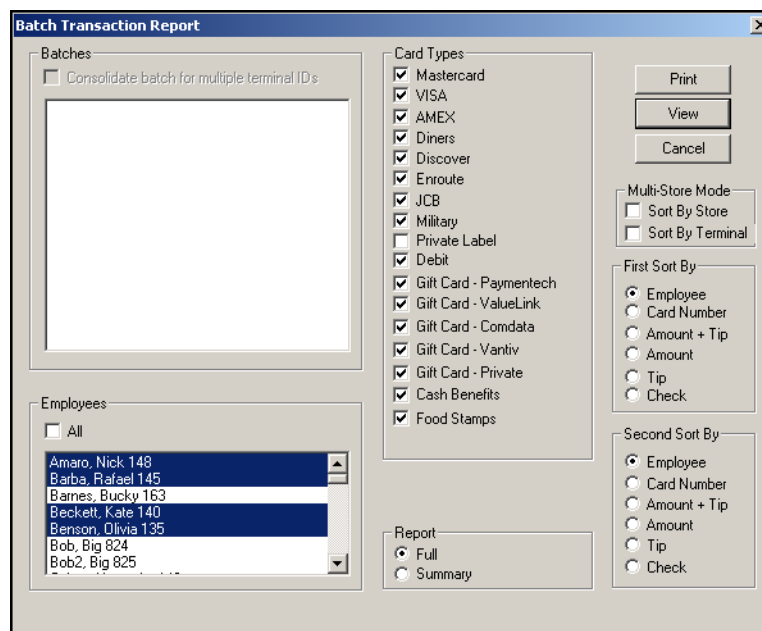 Batch Transaction Report
Batches
Consolidate batch for multiple terminal IDs
Employees
All
Amaro, Nick 148
Barba, Rafael 145
Barnes, Bucky 163
Beckett, Kate 140
Benson, Olivia 135
Bob, Big 824
Bob2, Big 825
Card Types
Mastercard
VISA
AMEX
Diners
Discover
Enroute
JCB
Military
Private Label
Debit
Gift Card - Paymentech
Gift Card - ValueLink
Gift Card - Comdata
Gift Card - Vantiv
Gift Card - Private
Cash Benefits
Food Stamps
Report
Full
Summary
Print
View
Cancel
Multi-Store Mode
Sort By Store
Sort By Terminal
First Sort By
Employee
Card Number
Amount + Tip
Amount
Tip
Check
Second Sort By
Employee
Card Number
Amount + Tip
Amount
Tip
Check